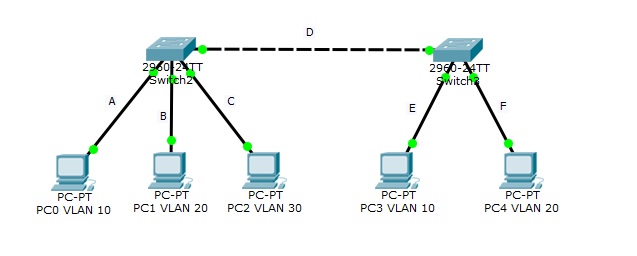 D
2960-24TT
Switch2
2960-24TT
Switch3
A
B
C
E
F
PC-PT
PC0 VLAN 10
PC-PT
PC1 VLAN 20
PC-PT
PC2 VLAN 30
PC-PT
PC3 VLAN 10
PC-PT
PC4 VLAN 20